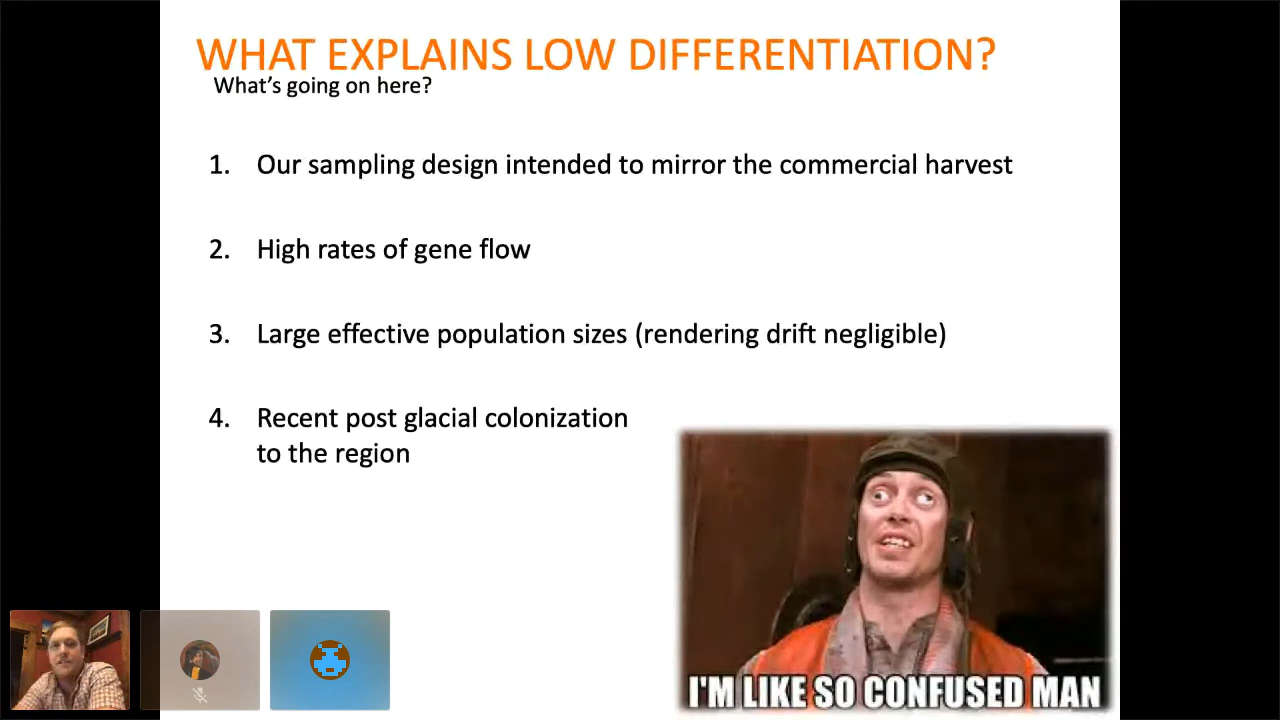 WHAT EXPLAINS LOW DIFFERENTIATION?
What's going on here?
1. Our sampling design intended to mirror the commercial harvest
2. High rates of gene flow
3. Large effective population sizes (rendering drift negligible)
4. Recent post glacial colonization
to the region
I'M LIKE SO CONFUSED MAN